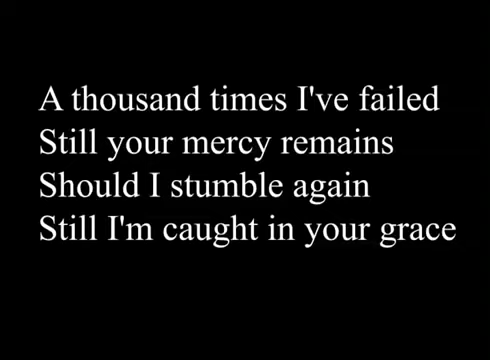 A thousand times I've failed
Still your mercy remains
Should I stumble again
Still I'm caught in your grace